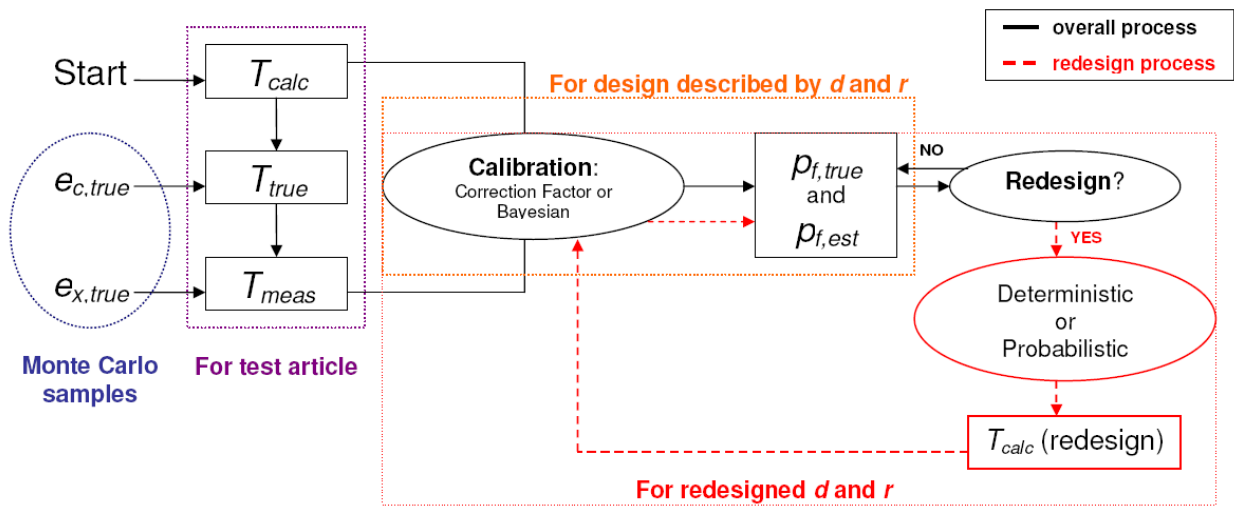 overall process
redesign process
Start
T_calc
For design described by d and r
e_c,true
T_true
Calibration:
Correction Factor or
Bayesian
p_f,true
and
p_f,est
NO
Redesign?
YES
e_x,true
T_meas
Deterministic
or
Probabilistic
Monte Carlo
samples
For test article
T_calc (redesign)
For redesigned d and r